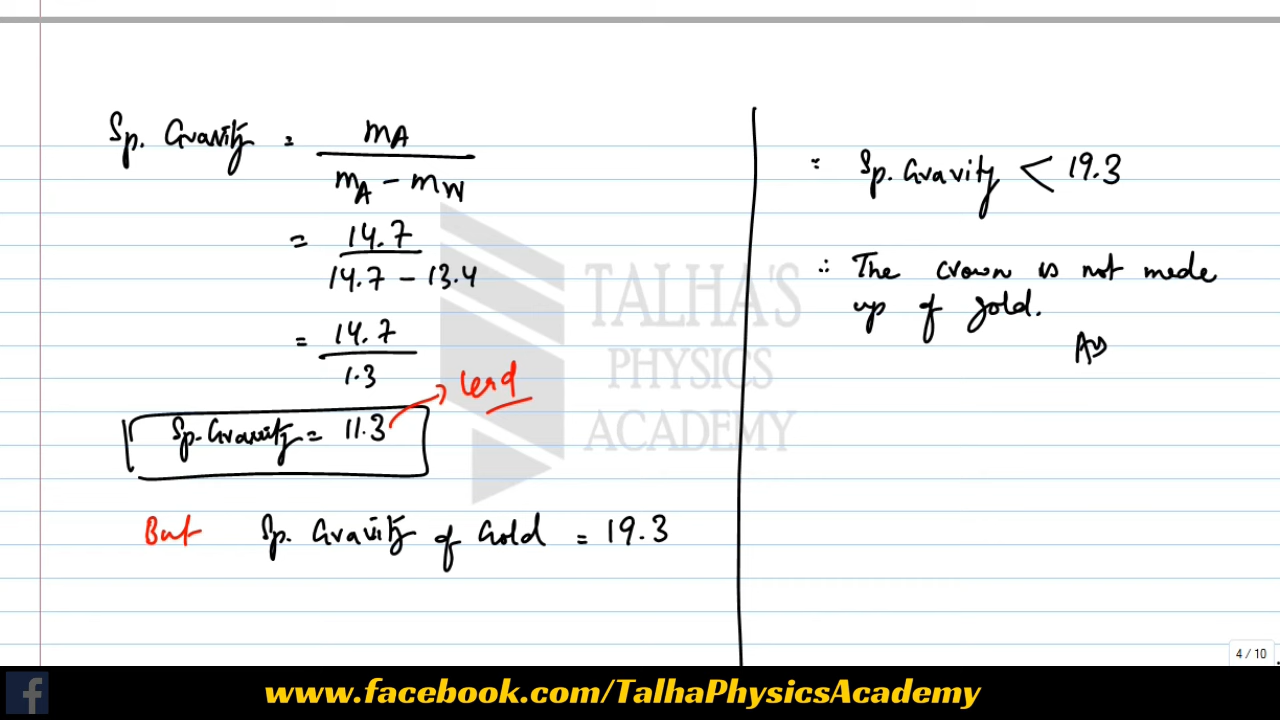 Sp. Gravity = mA
mA - mW
= 14.7
14.7 - 13.4
= 14.7
1.3
Lead
Sp. Gravity = 11.3
But Sp. Gravity of Gold = 19.3
∵ Sp. Gravity < 19.3
∴ The crown is not made
up of gold.
Ans
TALHA'S
PHYSICS
ACADEMY
4 / 10
www.facebook.com/TalhaPhysicsAcademy